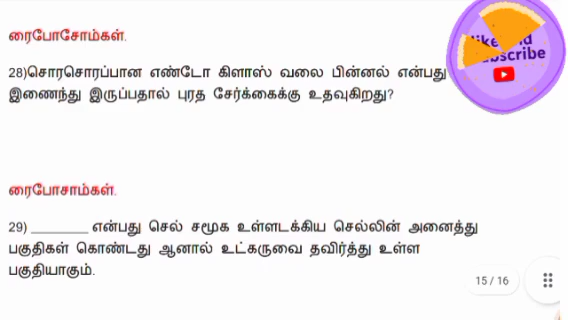 ரைபோசோம்கள்.
28)சொரசொரப்பான எண்டோ கிளாஸ் வலை பின்னல் என்பது
இணைந்து இருப்பதால் புரத சேர்க்கைக்கு உதவுகிறது?
ரைபோசாம்கள்.
29) ________ என்பது செல் சமூக உள்ளடக்கிய செல்லின் அனைத்து
பகுதிகள் கொண்டது ஆனால் உட்கருவை தவிர்த்து உள்ள
பகுதியாகும்.
15 / 16